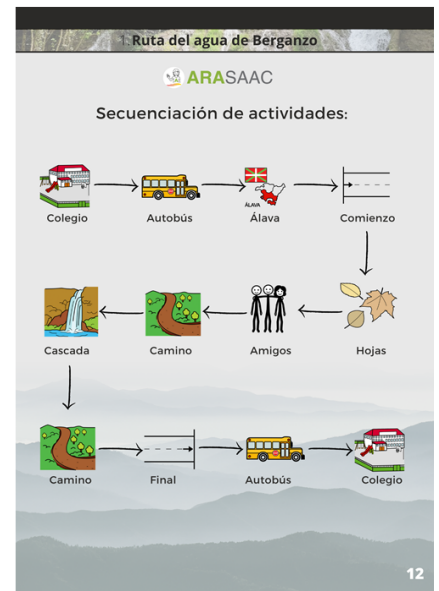 1. Ruta del agua de Berganzo
ARASAAC
Secuenciación de actividades:
ÁLAVA
Colegio Autobús Álava Comienzo
Cascada Camino Amigos Hojas
Camino Final Autobús Colegio
12